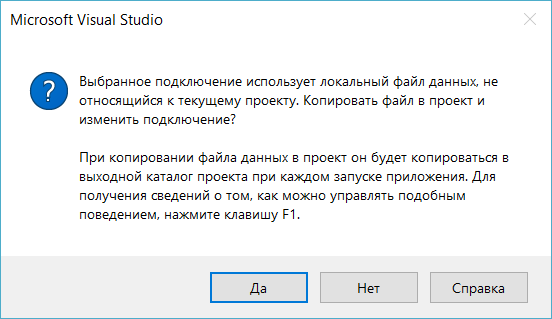 Microsoft Visual Studio
Выбранное подключение использует локальный файл данных, не
относящийся к текущему проекту. Копировать файл в проект и
изменить подключение?
При копировании файла данных в проект он будет копироваться в
выходной каталог проекта при каждом запуске приложения. Для
получения сведений о том, как можно управлять подобным
поведением, нажмите клавишу F1.
Да
Нет
Справка